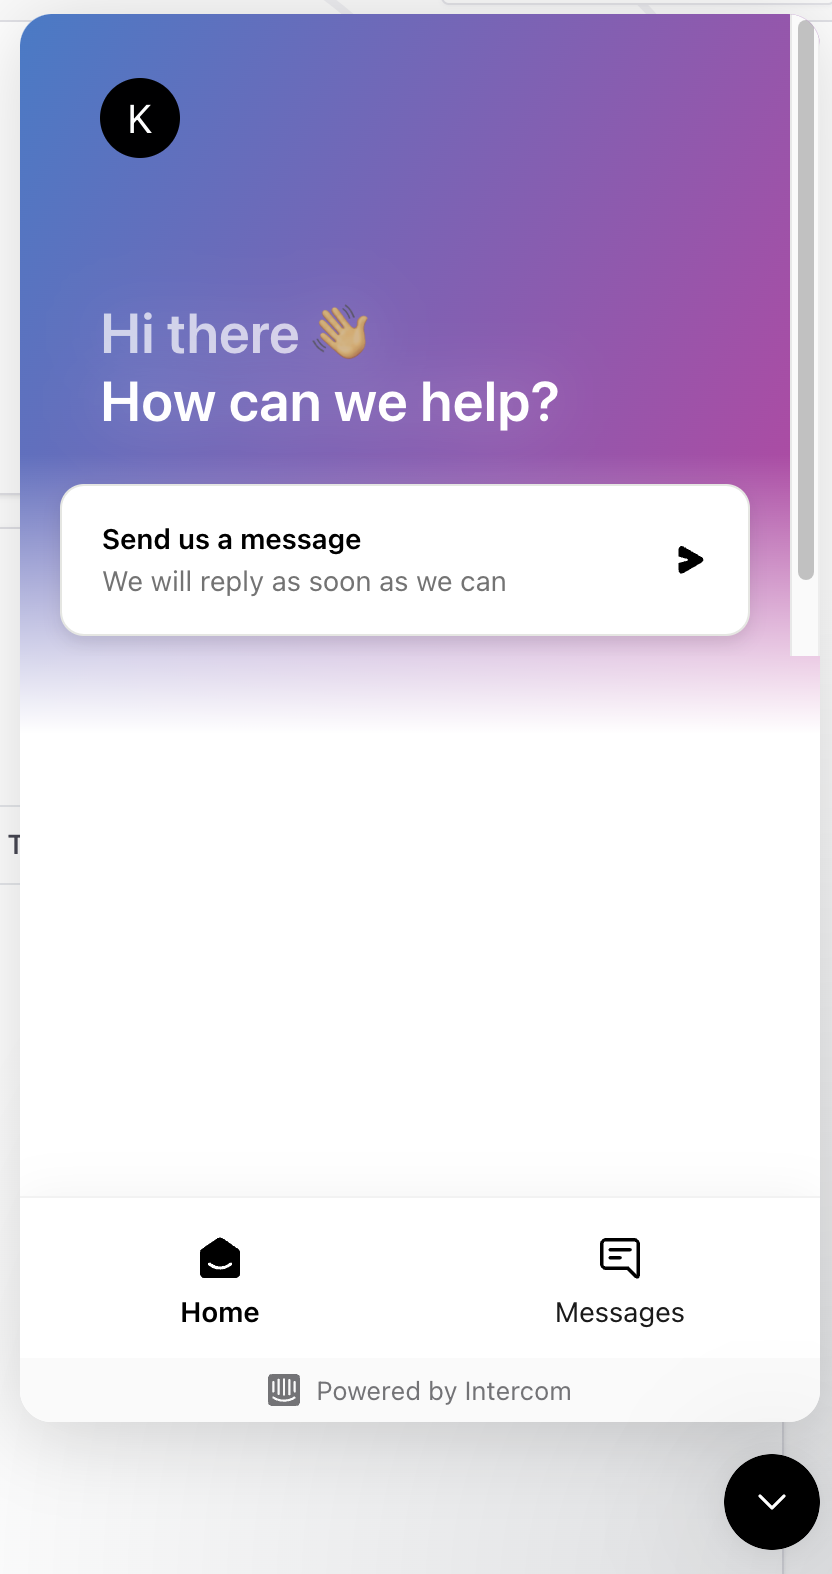 K
Hi there 👋
How can we help?
Send us a message
We will reply as soon as we can
T
Home
Messages
Powered by Intercom